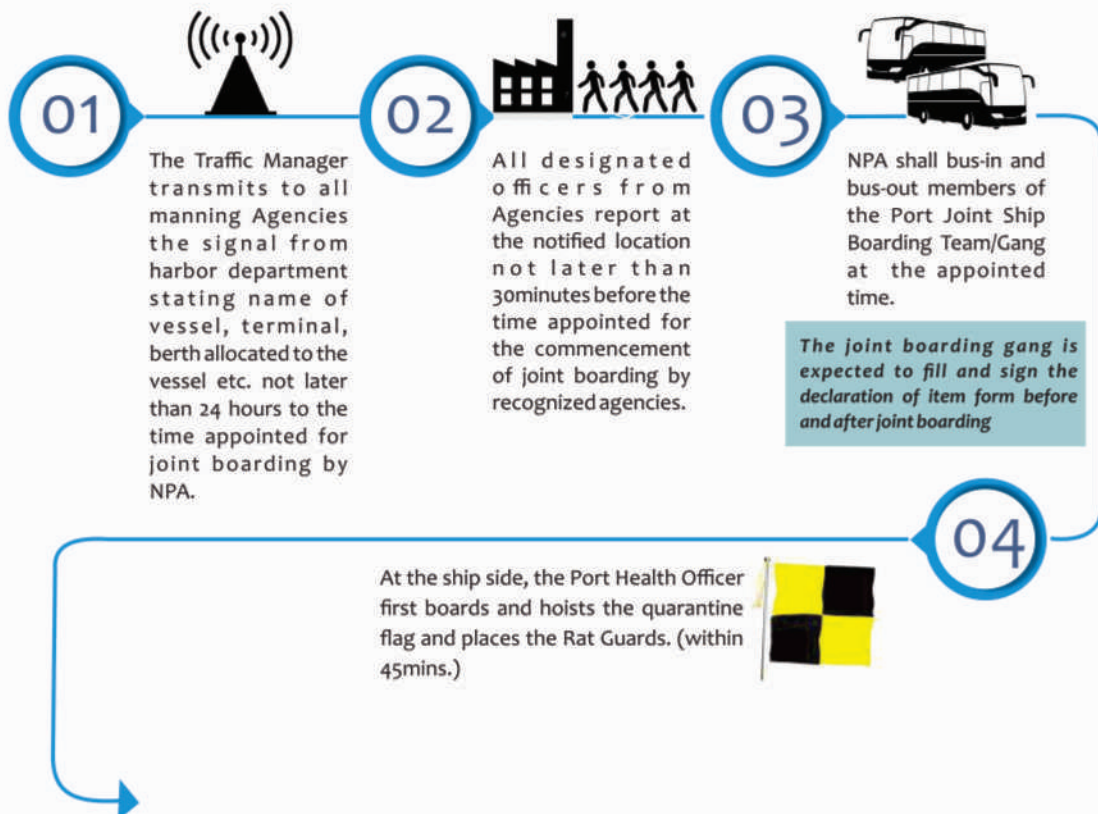 01
The Traffic Manager
transmits to all
manning Agencies
the signal from
harbor department
stating name of
vessel, terminal,
berth allocated to the
vessel etc. not later
than 24 hours to the
time appointed for
joint boarding by
NPA.
02
All designated
officers from
Agencies report at
the notified location
not later than
30minutes before the
time appointed for
the commencement
of joint boarding by
recognized agencies.
03
NPA shall bus-in and
bus-out members of
the Port Joint Ship
Boarding Team/Gang
at the appointed
time.
The joint boarding gang is
expected to fill and sign the
declaration of item form before
and after joint boarding
04
At the ship side, the Port Health Officer
first boards and hoists the quarantine
flag and places the Rat Guards. (within
45mins.)